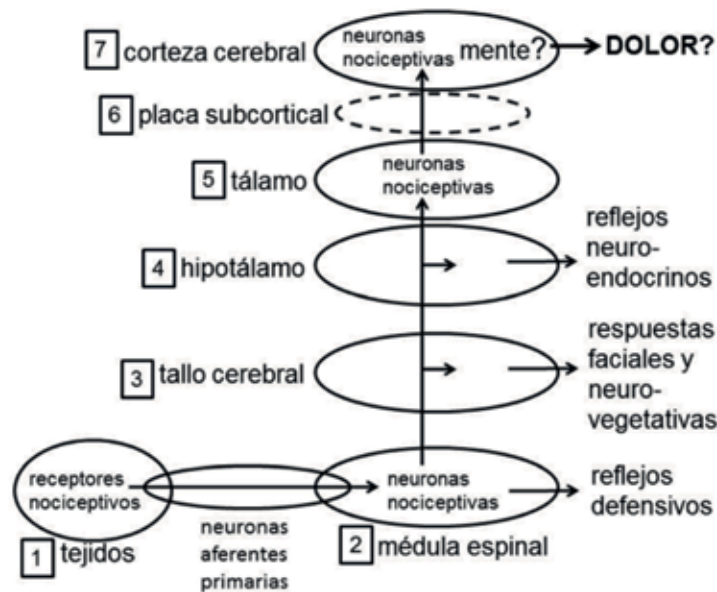 7 corteza cerebral
neuronas
nociceptivas mente?
DOLOR?
6 placa subcortical
5 tálamo
neuronas
nociceptivas
4 hipotálamo
reflejos
neuro-
endocrinos
3 tallo cerebral
respuestas
faciales y
neuro-
vegetativas
receptores
nociceptivos
1 tejidos
neuronas
aferentes
primarias
neuronas
nociceptivas
2 médula espinal
reflejos
defensivos